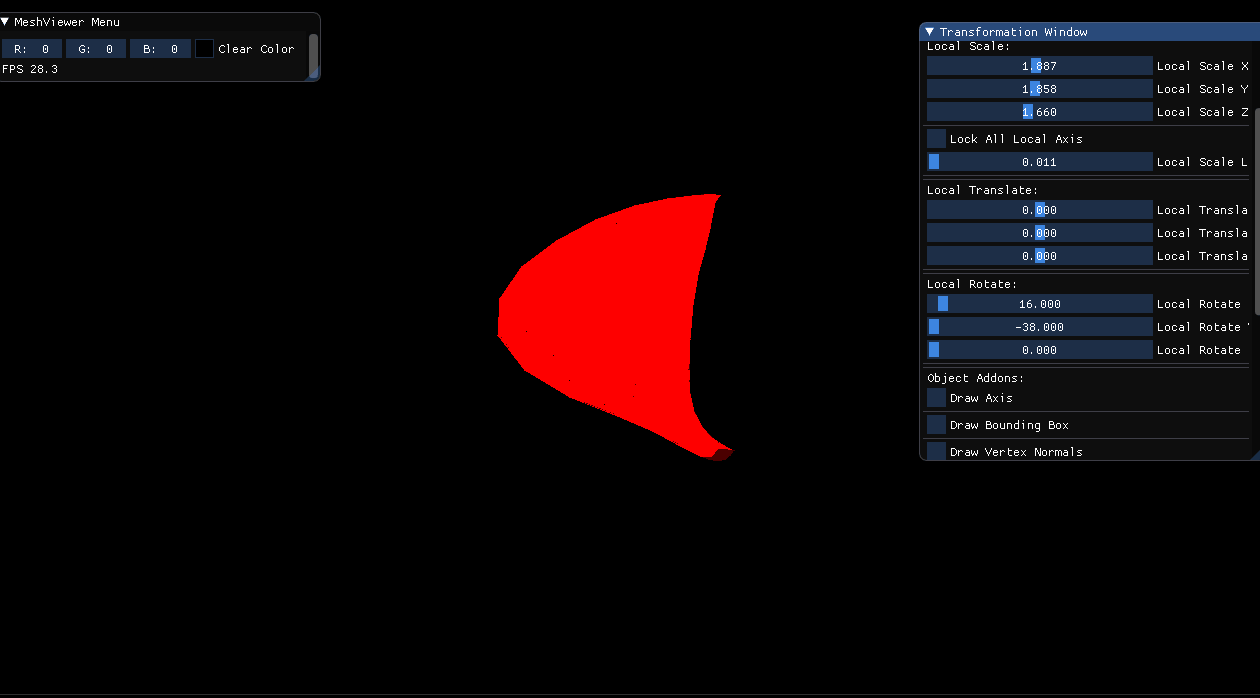 MeshViewer Menu
R: 0 G: 0 B: 0 Clear Color
FPS 28.3
Transformation Window
Local Scale:
1.887 Local Scale X
1.858 Local Scale Y
1.660 Local Scale Z
Lock All Local Axis
0.011 Local Scale L
Local Translate:
0.000 Local Transla
0.000 Local Transla
0.000 Local Transla
Local Rotate:
16.000 Local Rotate
-38.000 Local Rotate
0.000 Local Rotate
Object Addons:
Draw Axis
Draw Bounding Box
Draw Vertex Normals